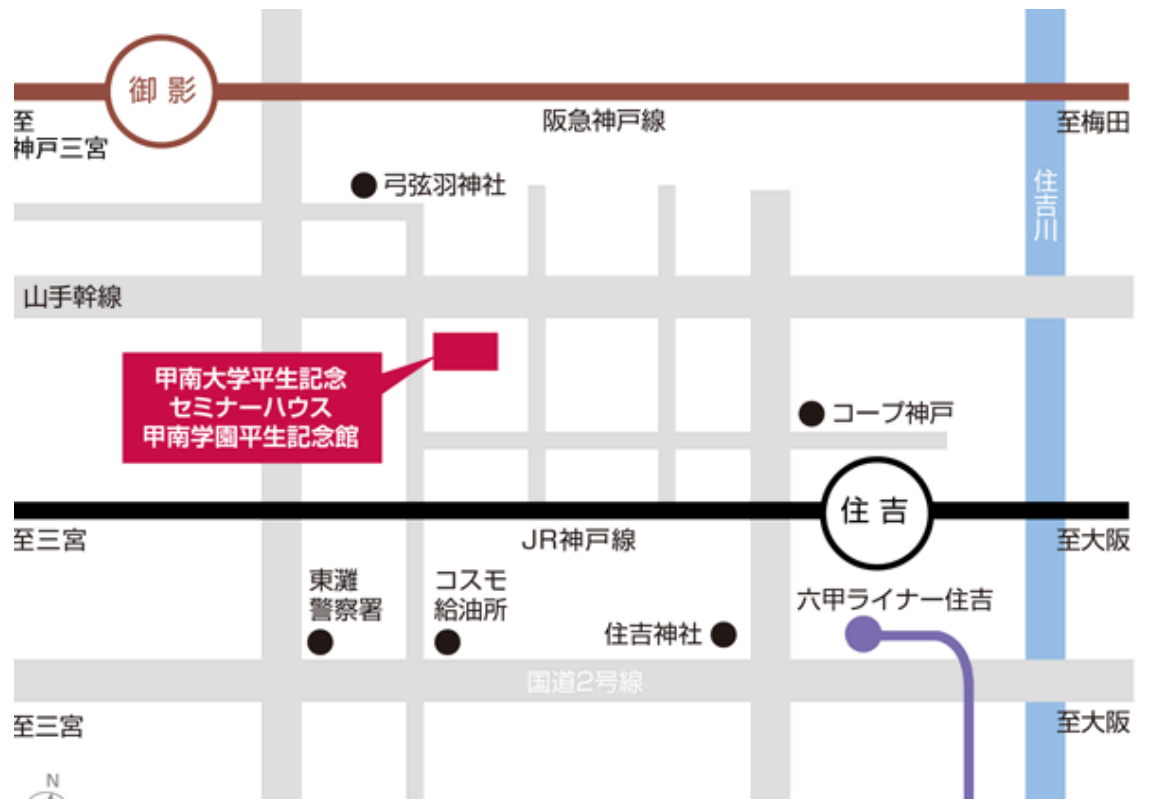 御影
阪急神戸線
至
神戸三宮
至梅田
弓弦羽神社
住吉川
山手幹線
甲南大学平生記念
セミナーハウス
甲南学園平生記念館
コープ神戸
住吉
至三宮
JR神戸線
至大阪
東灘
警察署
コスモ
給油所
六甲ライナー住吉
住吉神社
国道2号線
至三宮
至大阪
N